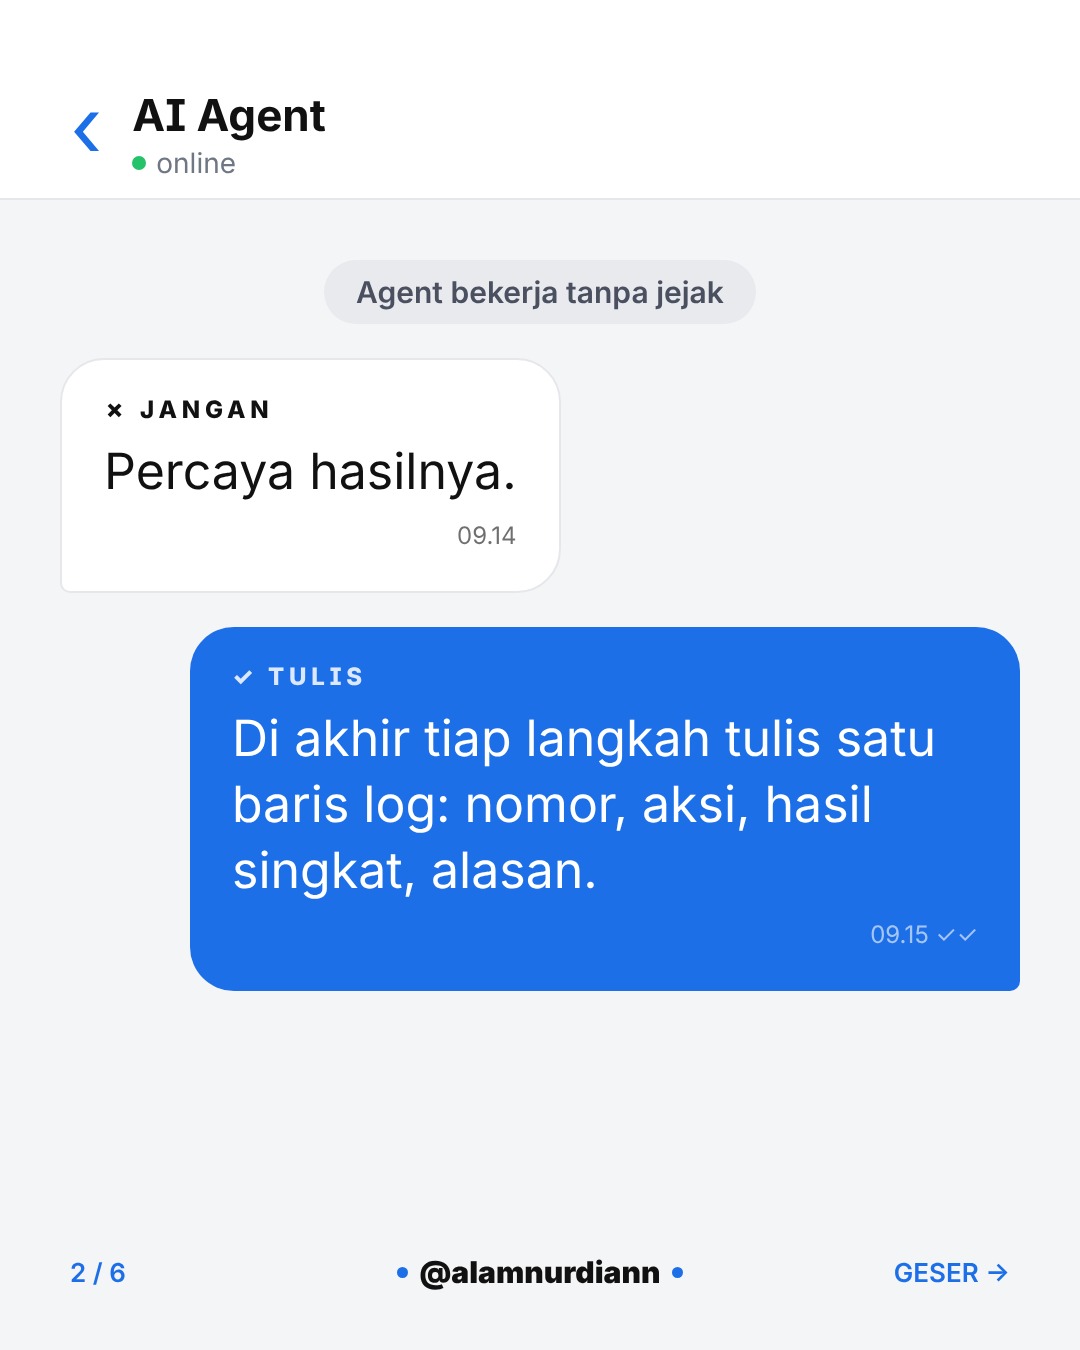 AI Agent
online
Agent bekerja tanpa jejak
× JANGAN
Percaya hasilnya.
09.14
✓ TULIS
Di akhir tiap langkah tulis satu
baris log: nomor, aksi, hasil
singkat, alasan.
09.15 ✓✓
2 / 6
• @alamnurdiann •
GESER →